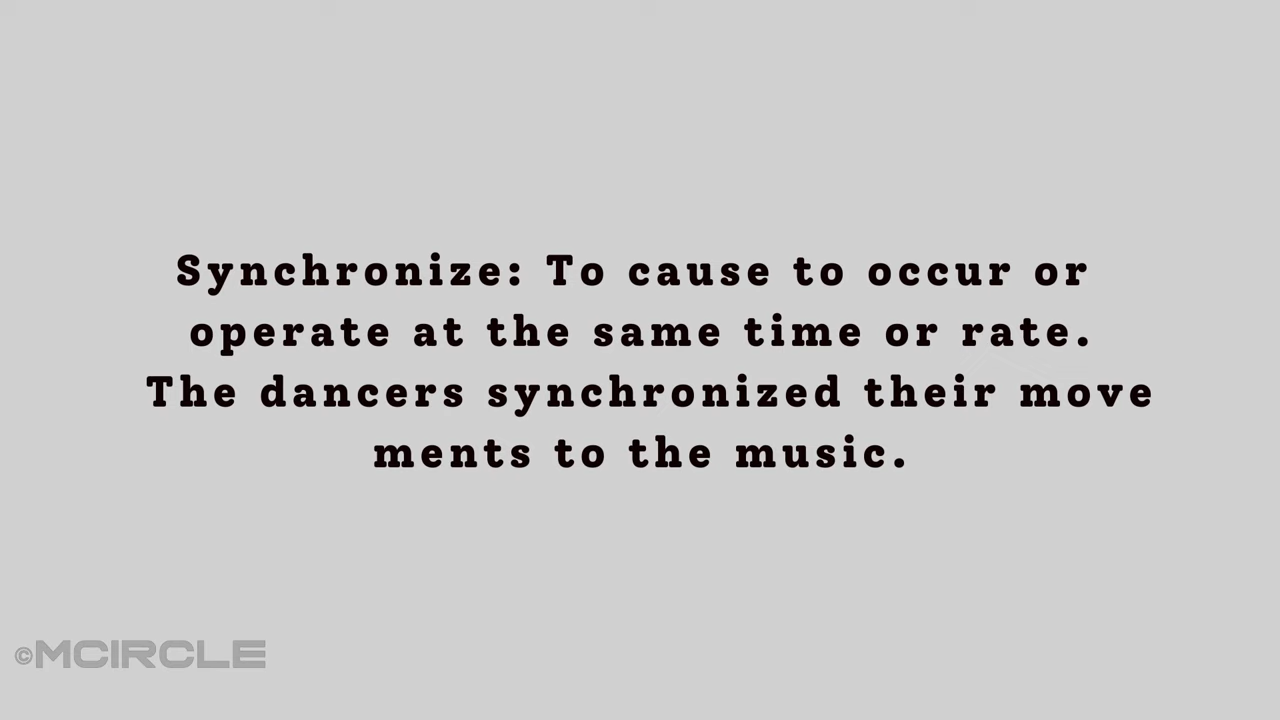 Synchronize: To cause to occur or
operate at the same time or rate.
The dancers synchronized their move
ments to the music.
©MCIRCLE